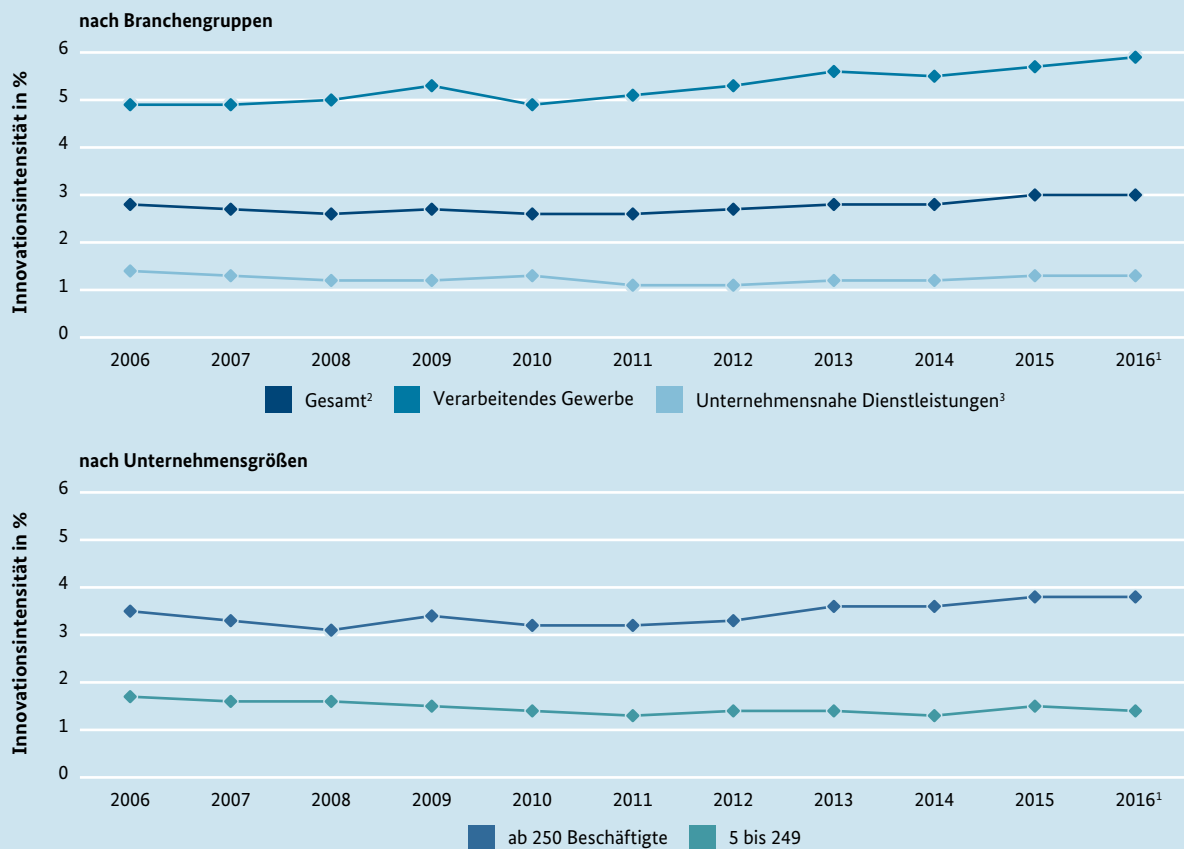 nach Branchengruppen
Innovationsintensität in %
6
5
4
3
2
1
0
2006 2007 2008 2009 2010 2011 2012 2013 2014 2015 2016¹
Gesamt² Verarbeitendes Gewerbe Unternehmensnahe Dienstleistungen³
nach Unternehmensgrößen
Innovationsintensität in %
6
5
4
3
2
1
0
2006 2007 2008 2009 2010 2011 2012 2013 2014 2015 2016¹
ab 250 Beschäftigte 5 bis 249